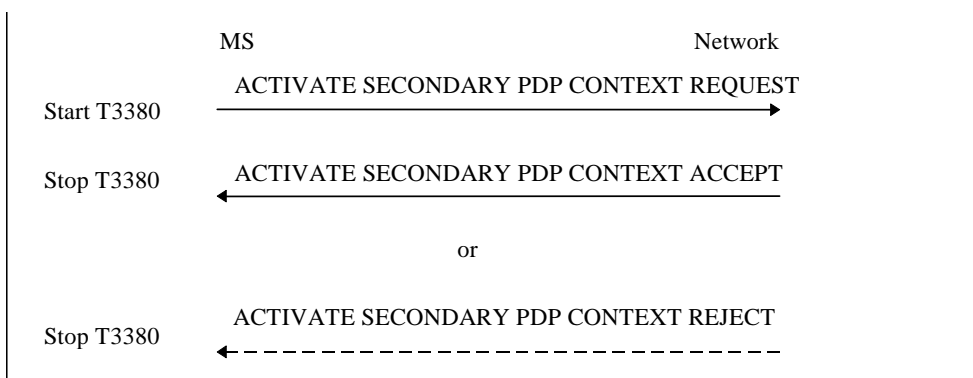 MS Network
ACTIVATE SECONDARY PDP CONTEXT REQUEST
Start T3380
ACTIVATE SECONDARY PDP CONTEXT ACCEPT
Stop T3380
or
ACTIVATE SECONDARY PDP CONTEXT REJECT
Stop T3380